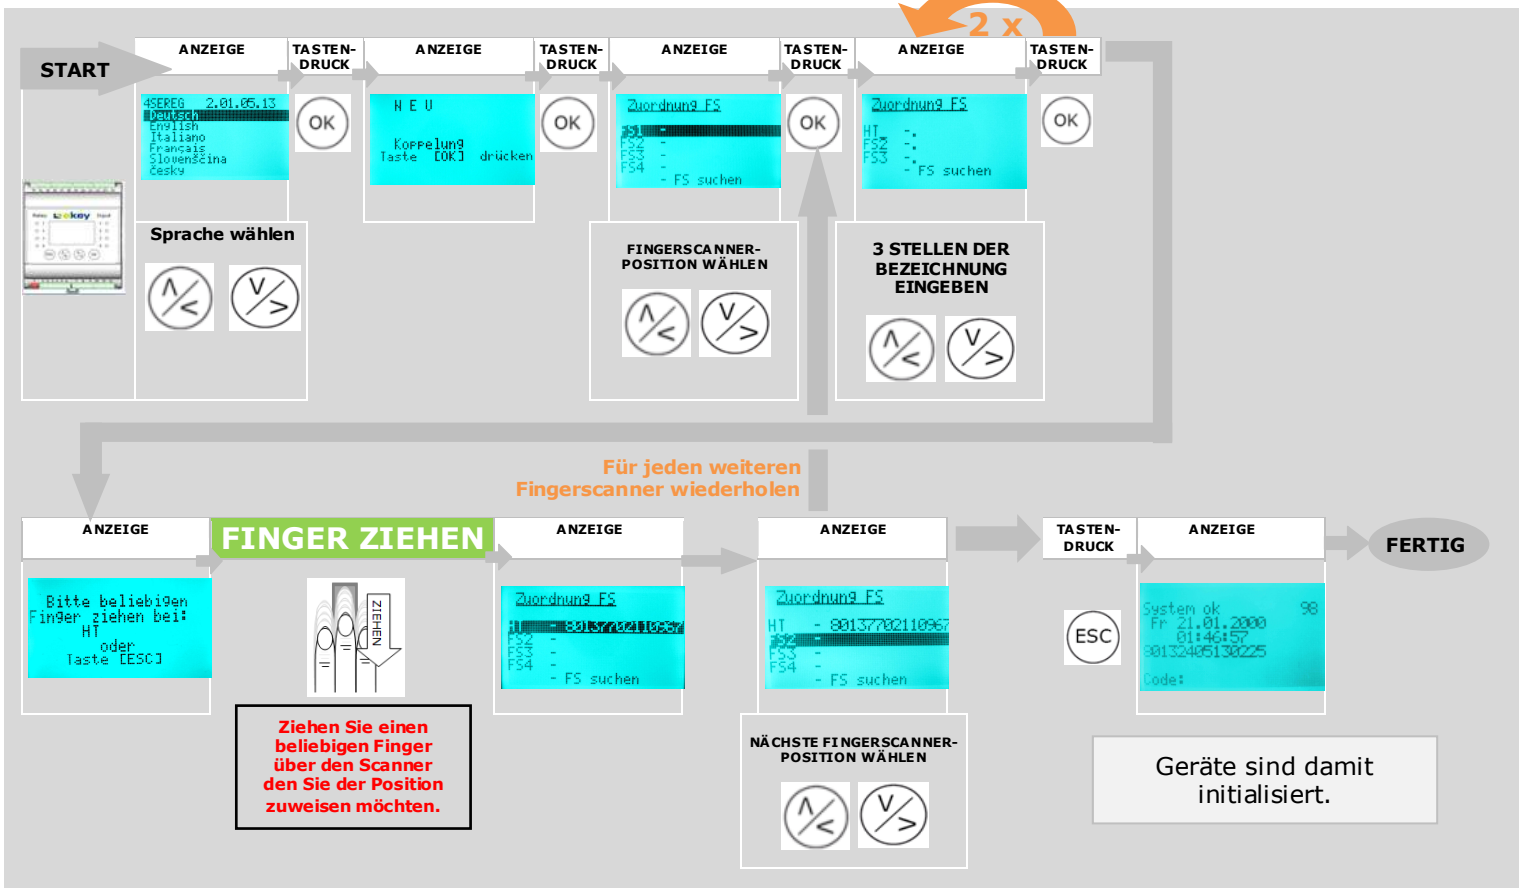 2 x
START
ANZEIGE
TASTEN-
DRUCK
ANZEIGE
TASTEN-
DRUCK
ANZEIGE
TASTEN-
DRUCK
ANZEIGE
TASTEN-
DRUCK
4SEREG 2.01.05.13
Deutsch
English
Italiano
Français
Slovenščina
Česky
OK
N E U
Koppelung
Taste [OK] drücken
OK
Zuordnung FS
FS1 -
FS2 -
FS3 -
FS4 -
- FS suchen
OK
Zuordnung FS
HT_ -.
FS2 -.
FS3 -.
- FS suchen
OK
Relay ekey Input
Sprache wählen
∧/<
∨/>
FINGERSCANNER-
POSITION WÄHLEN
∧/<
∨/>
3 STELLEN DER
BEZEICHNUNG
EINGEBEN
∧/<
∨/>
Für jeden weiteren
Fingerscanner wiederholen
ANZEIGE
FINGER ZIEHEN
ANZEIGE
ANZEIGE
TASTEN-
DRUCK
ANZEIGE
FERTIG
Bitte beliebigen
Finger ziehen bei:
HT
oder
Taste [ESC]
ZIEHEN
Ziehen Sie einen
beliebigen Finger
über den Scanner
den Sie der Position
zuweisen möchten.
Zuordnung FS
HT - 80137702110967
FS2 -
FS3 -
FS4 -
- FS suchen
Zuordnung FS
HT - 80137702110967
FS2 -
FS3 -
FS4 -
- FS suchen
NÄCHSTE FINGERSCANNER-
POSITION WÄHLEN
∧/<
∨/>
ESC
System ok 98
Fr 21.01.2000
01:46:57
80132405130225
Code:
Geräte sind damit
initialisiert.